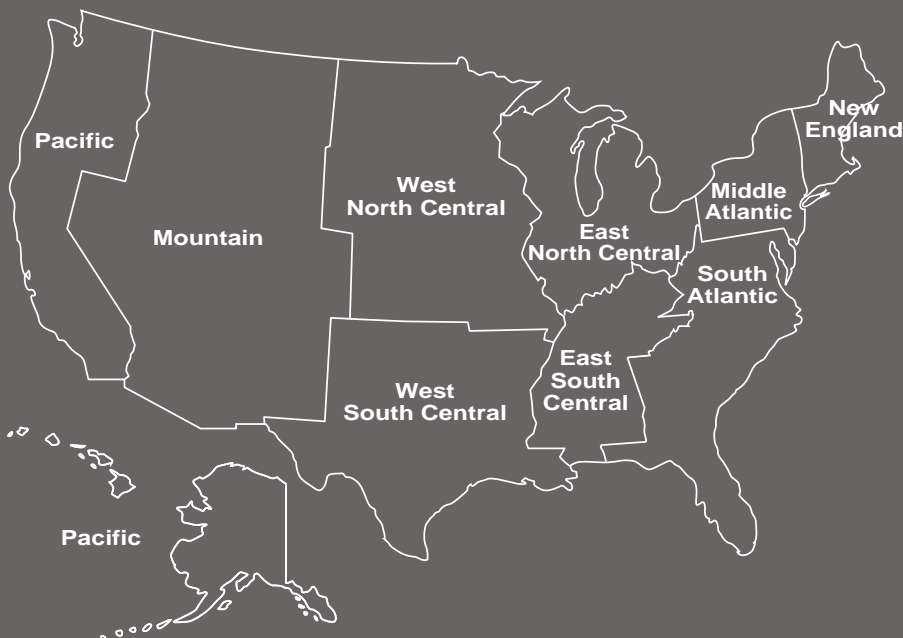 Pacific
Mountain
West
North Central
East
North Central
Middle
Atlantic
New
England
South
Atlantic
West
South Central
East
South
Central
Pacific